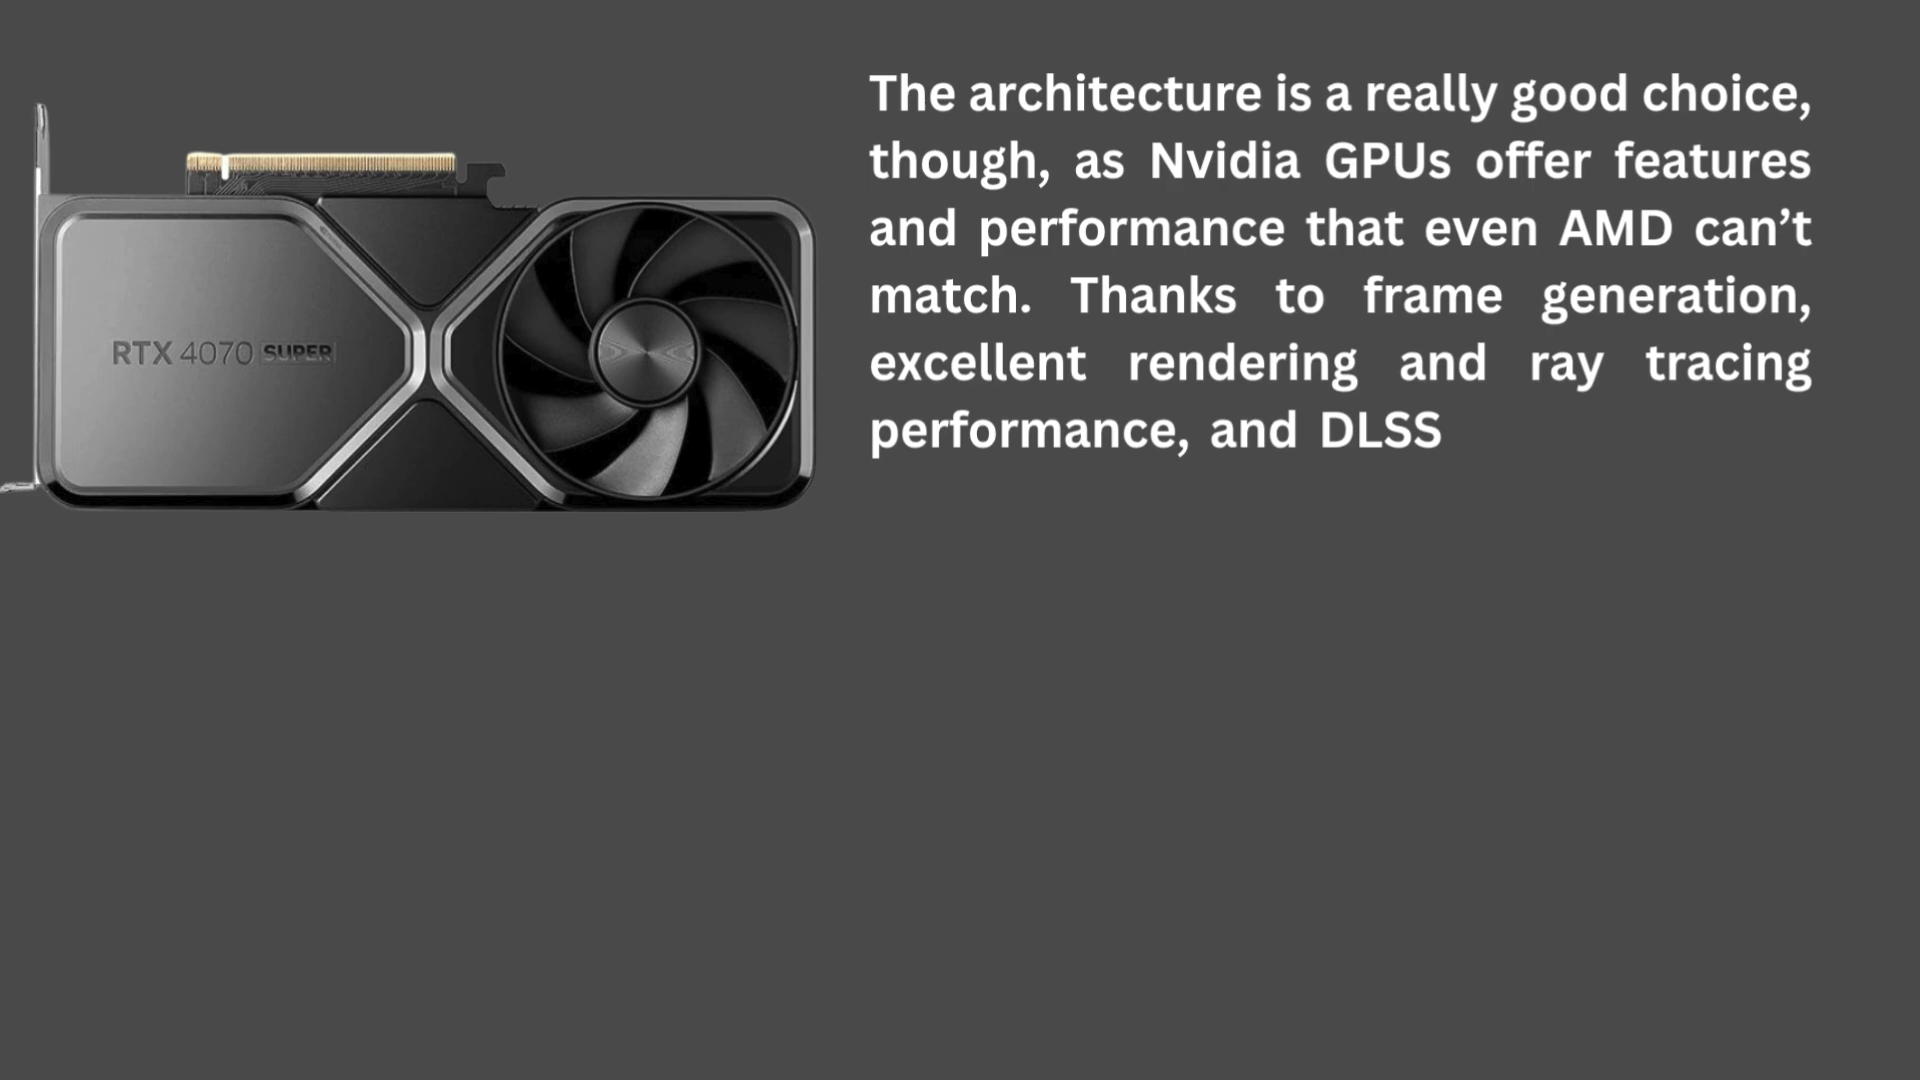 The architecture is a really good choice,
though, as Nvidia GPUs offer features
and performance that even AMD can’t
match. Thanks to frame generation,
excellent rendering and ray tracing
performance, and DLSS
RTX 4070 SUPER